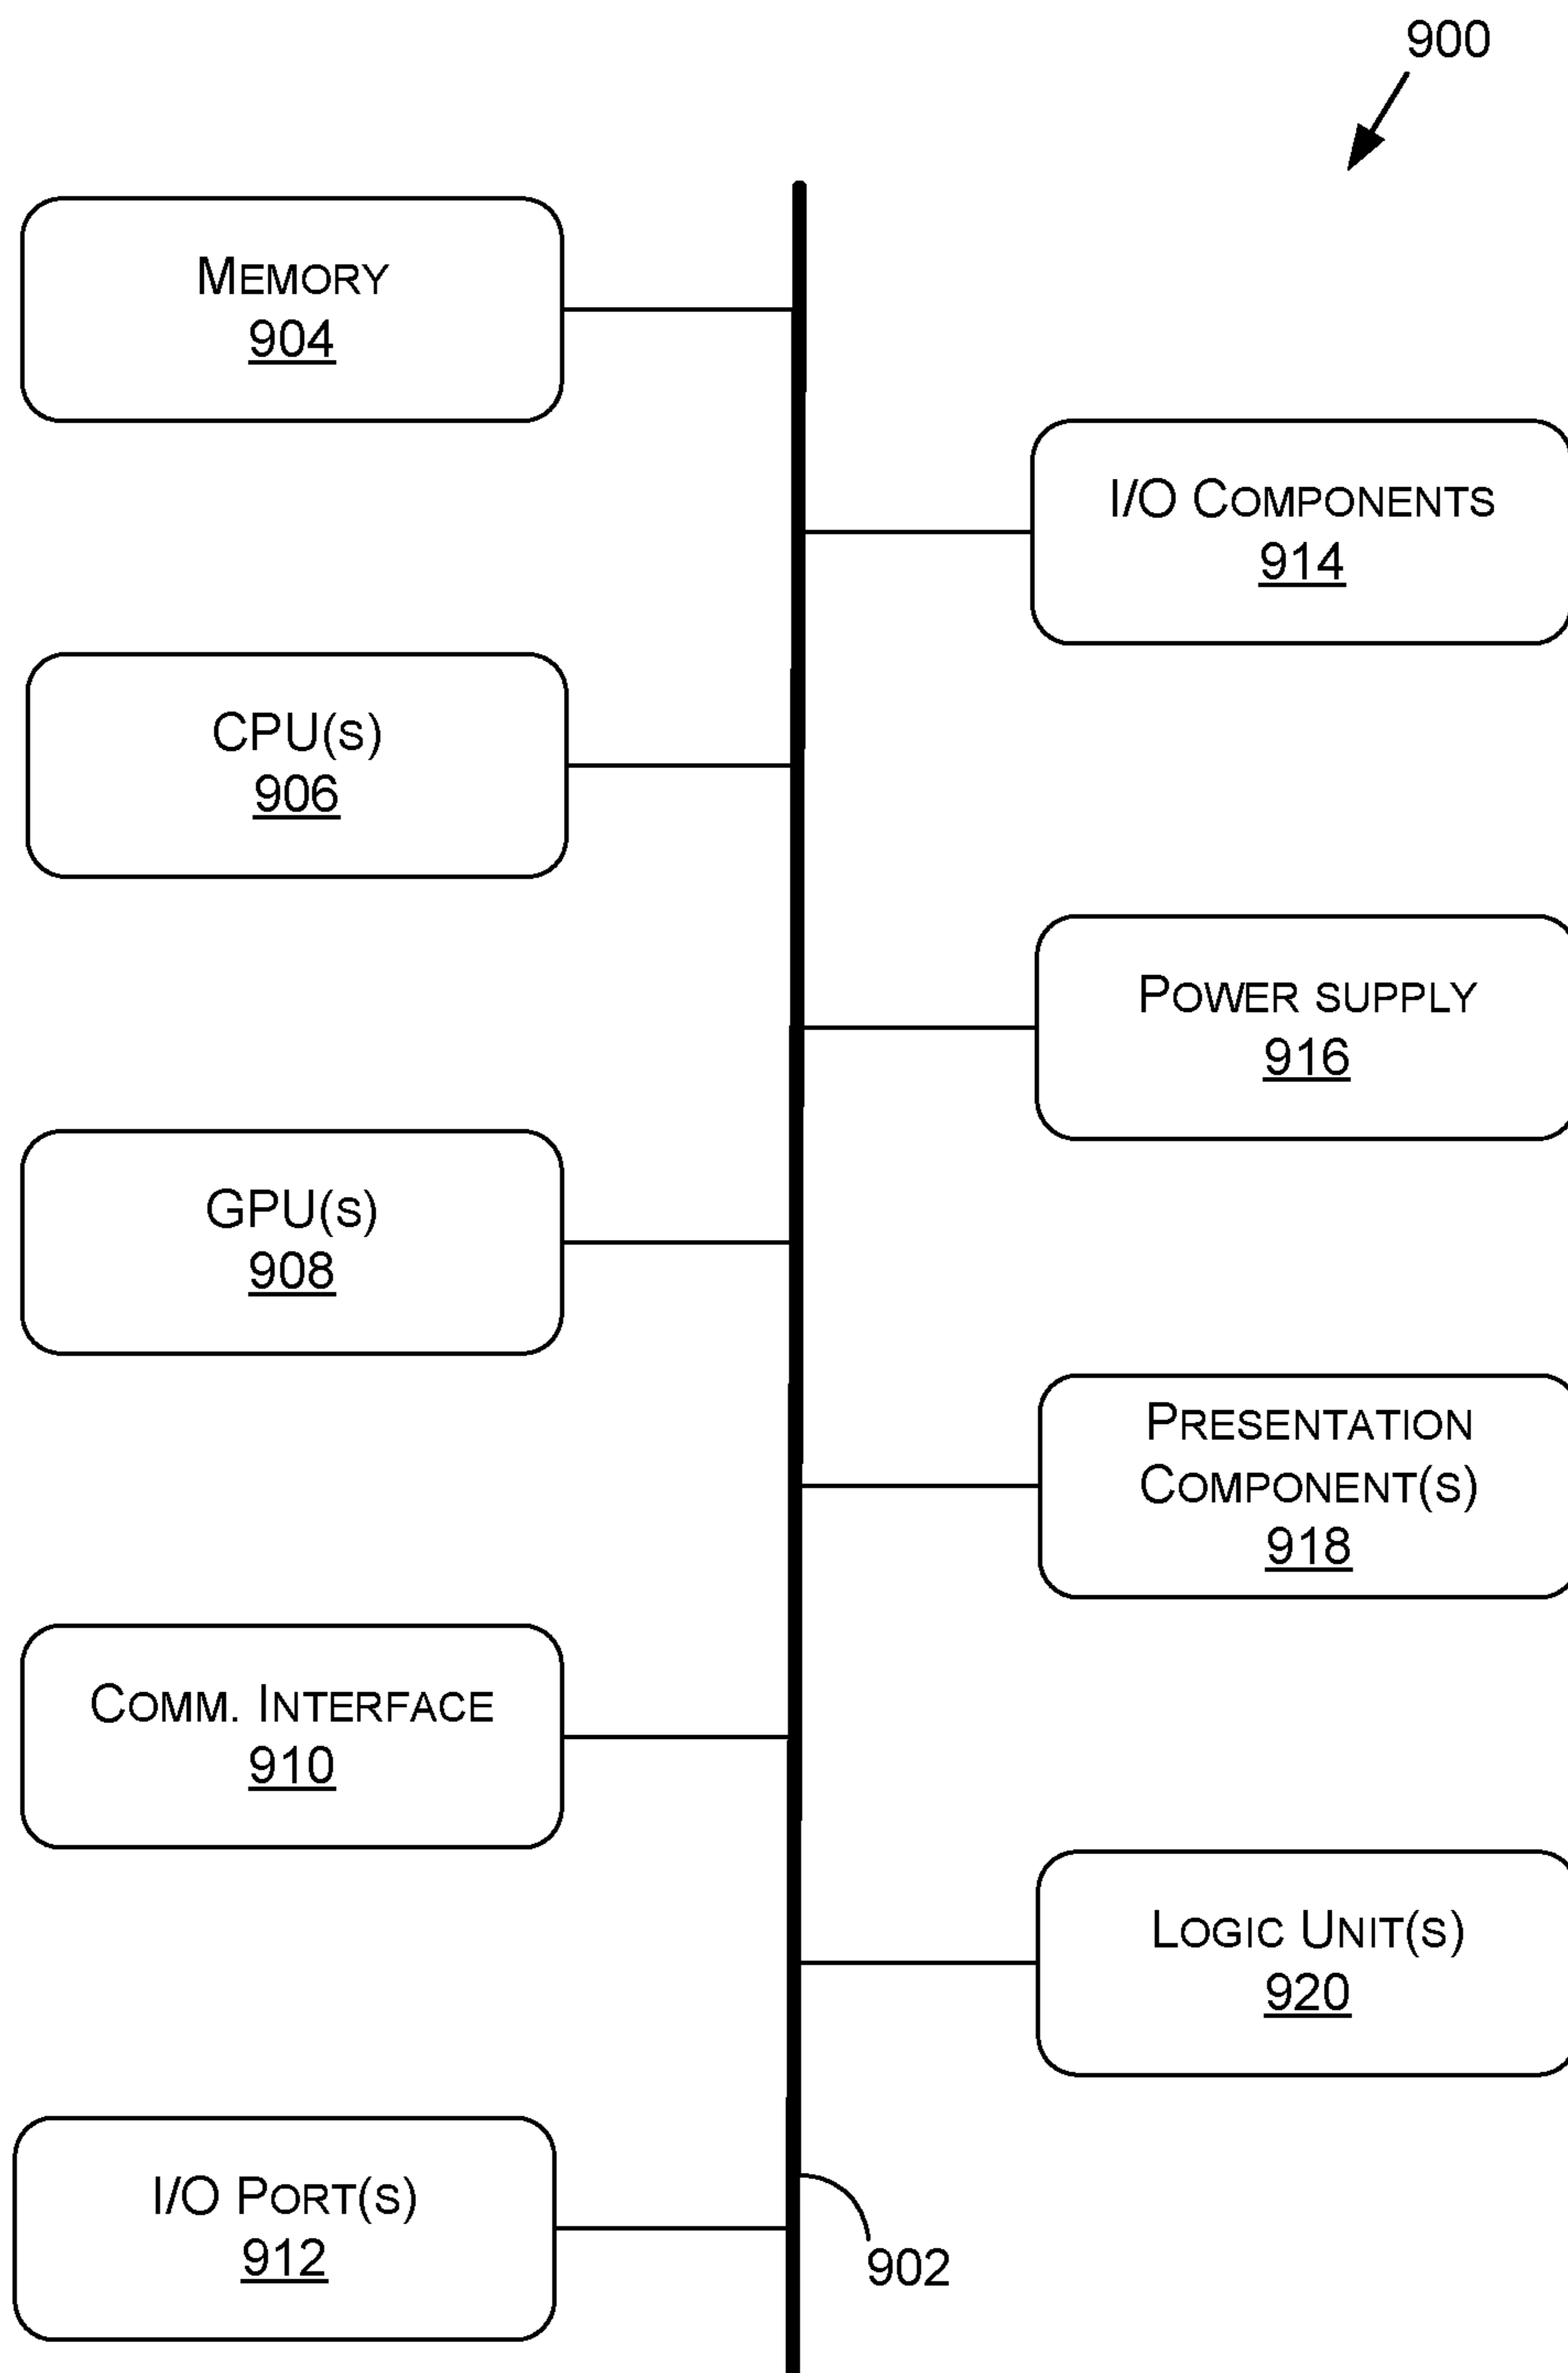 900
MEMORY
904
I/O COMPONENTS
914
CPU(S)
906
POWER SUPPLY
916
GPU(S)
908
PRESENTATION
COMPONENT(S)
918
COMM. INTERFACE
910
LOGIC UNIT(S)
920
I/O PORT(S)
912
902